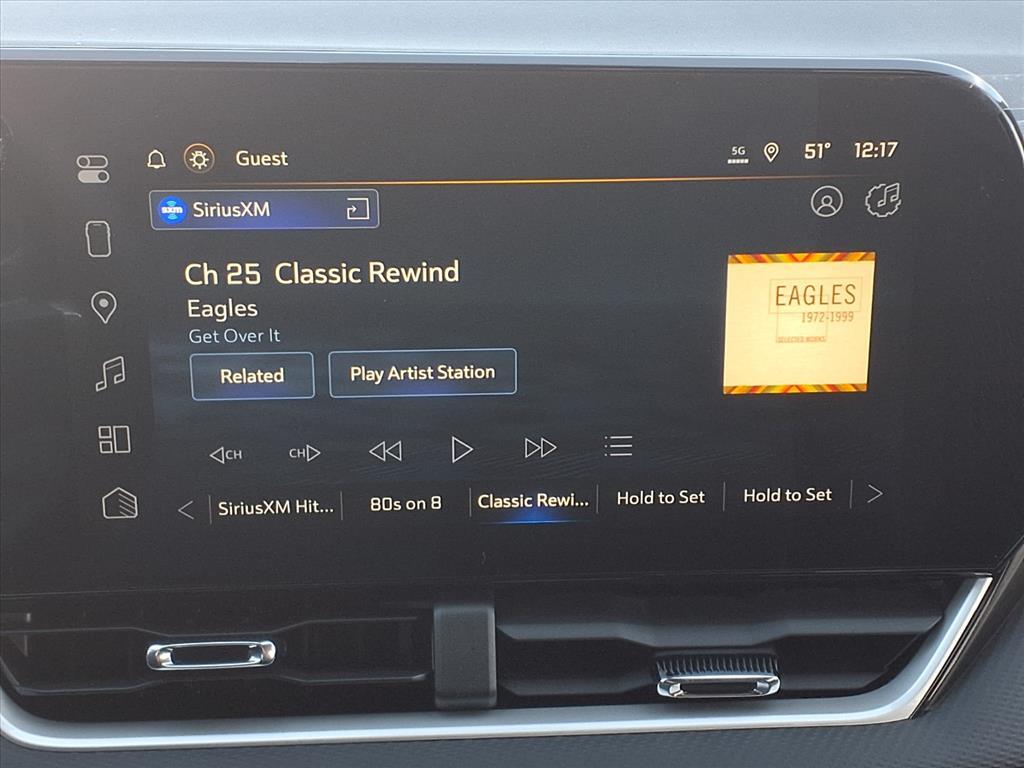 Guest
5G
51°
12:17
sxm SiriusXM
Ch 25 Classic Rewind
Eagles
Get Over It
Related
Play Artist Station
EAGLES
1972-1999
SELECTED WORKS
CH
CH
SiriusXM Hit...
80s on 8
Classic Rewi...
Hold to Set
Hold to Set